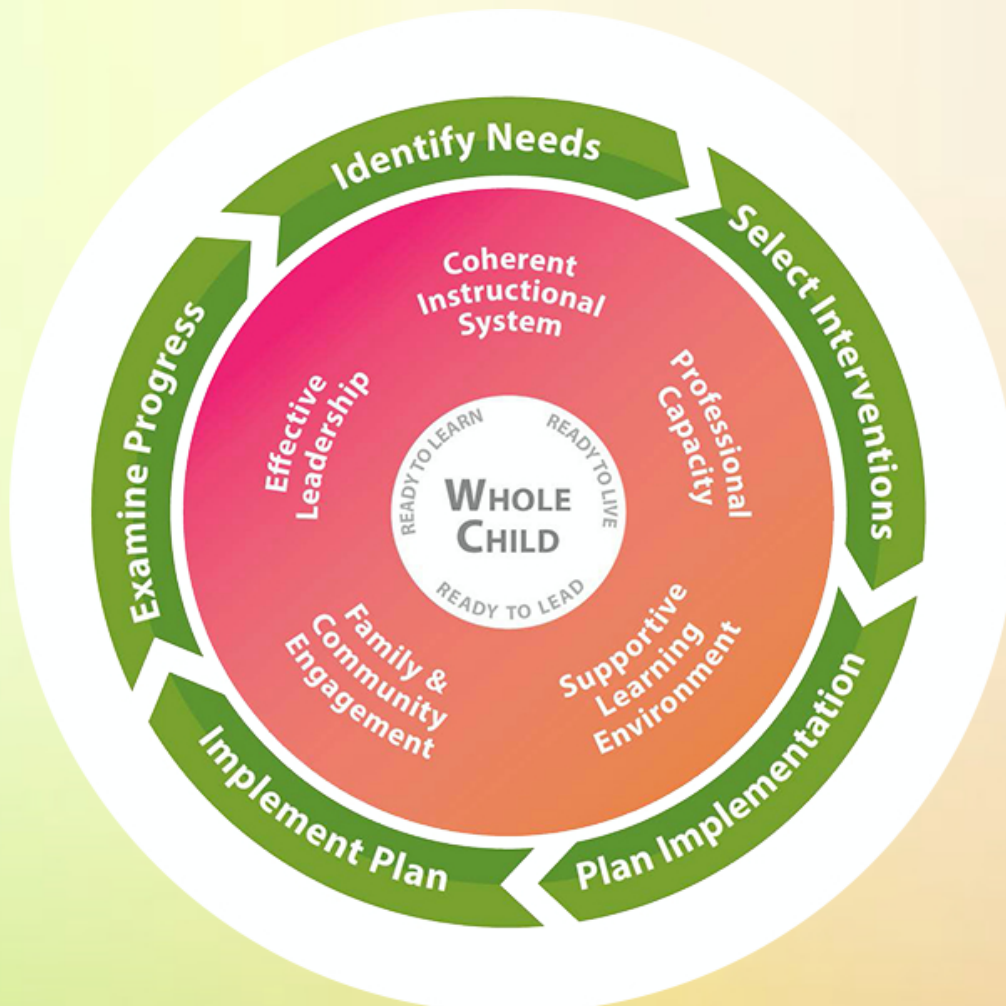 Identify Needs
Select Interventions
Plan Implementation
Implement Plan
Examine Progress
Coherent
Instructional
System
Professional
Capacity
Supportive
Learning
Environment
Family &
Community
Engagement
Effective
Leadership
READY TO LEARN
READY TO LIVE
READY TO LEAD
WHOLE
CHILD